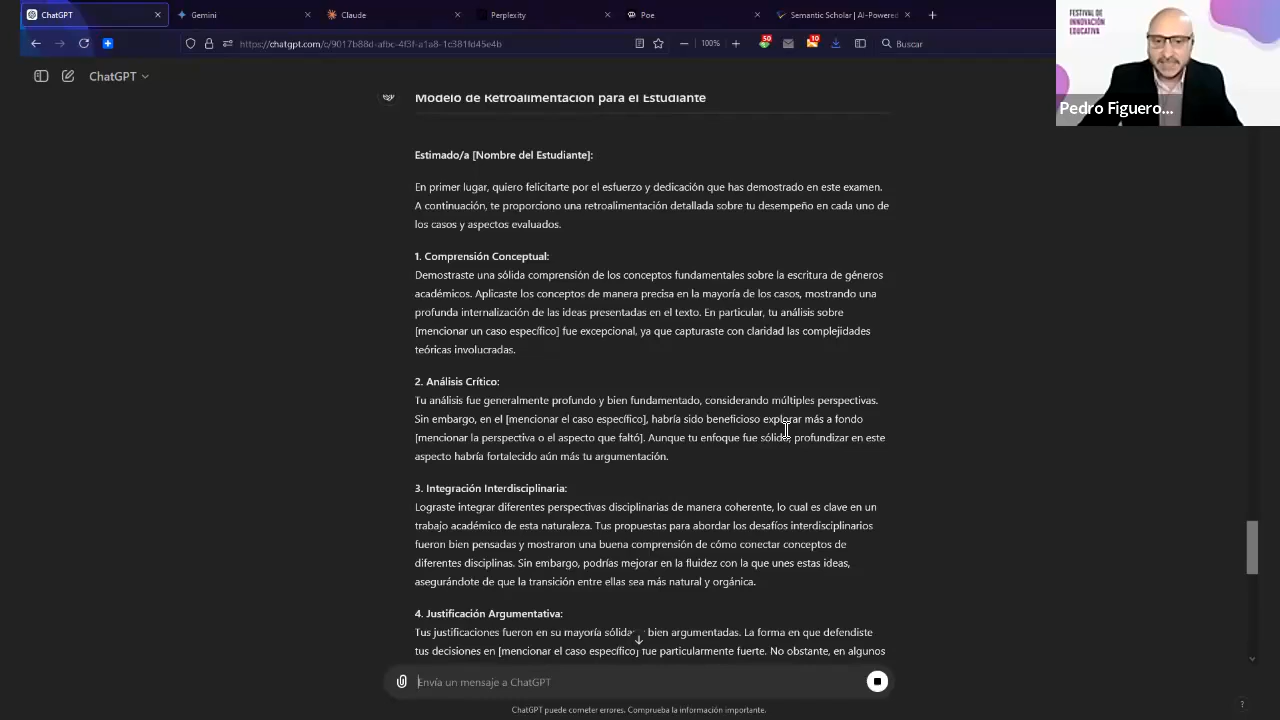 ChatGPT
Gemini
Claude
Perplexity
Poe
Semantic Scholar | AI-Powered
https://chatgpt.com/c/9017b88d-afbc-4f3f-a1a8-1c381fd45e4b
100%
50
10
Buscar
FESTIVAL DE
INNOVACIÓN
EDUCATIVA
Pedro Figuero...
ChatGPT
Modelo de Retroalimentación para el Estudiante
Estimado/a [Nombre del Estudiante]:
En primer lugar, quiero felicitarte por el esfuerzo y dedicación que has demostrado en este examen.
A continuación, te proporciono una retroalimentación detallada sobre tu desempeño en cada uno de
los casos y aspectos evaluados.
1. Comprensión Conceptual:
Demostraste una sólida comprensión de los conceptos fundamentales sobre la escritura de géneros
académicos. Aplicaste los conceptos de manera precisa en la mayoría de los casos, mostrando una
profunda internalización de las ideas presentadas en el texto. En particular, tu análisis sobre
[mencionar un caso específico] fue excepcional, ya que capturaste con claridad las complejidades
teóricas involucradas.
2. Análisis Crítico:
Tu análisis fue generalmente profundo y bien fundamentado, considerando múltiples perspectivas.
Sin embargo, en el [mencionar el caso específico], habría sido beneficioso explorar más a fondo
[mencionar la perspectiva o el aspecto que faltó]. Aunque tu enfoque fue sólido, profundizar en este
aspecto habría fortalecido aún más tu argumentación.
3. Integración Interdisciplinaria:
Lograste integrar diferentes perspectivas disciplinarias de manera coherente, lo cual es clave en un
trabajo académico de esta naturaleza. Tus propuestas para abordar los desafíos interdisciplinarios
fueron bien pensadas y mostraron una buena comprensión de cómo conectar conceptos de
diferentes disciplinas. Sin embargo, podrías mejorar en la fluidez con la que unes estas ideas,
asegurándote de que la transición entre ellas sea más natural y orgánica.
4. Justificación Argumentativa:
Tus justificaciones fueron en su mayoría sólidas y bien argumentadas. La forma en que defendiste
tus decisiones en [mencionar el caso específico] fue particularmente fuerte. No obstante, en algunos
Envía un mensaje a ChatGPT
ChatGPT puede cometer errores. Comprueba la información importante.
?